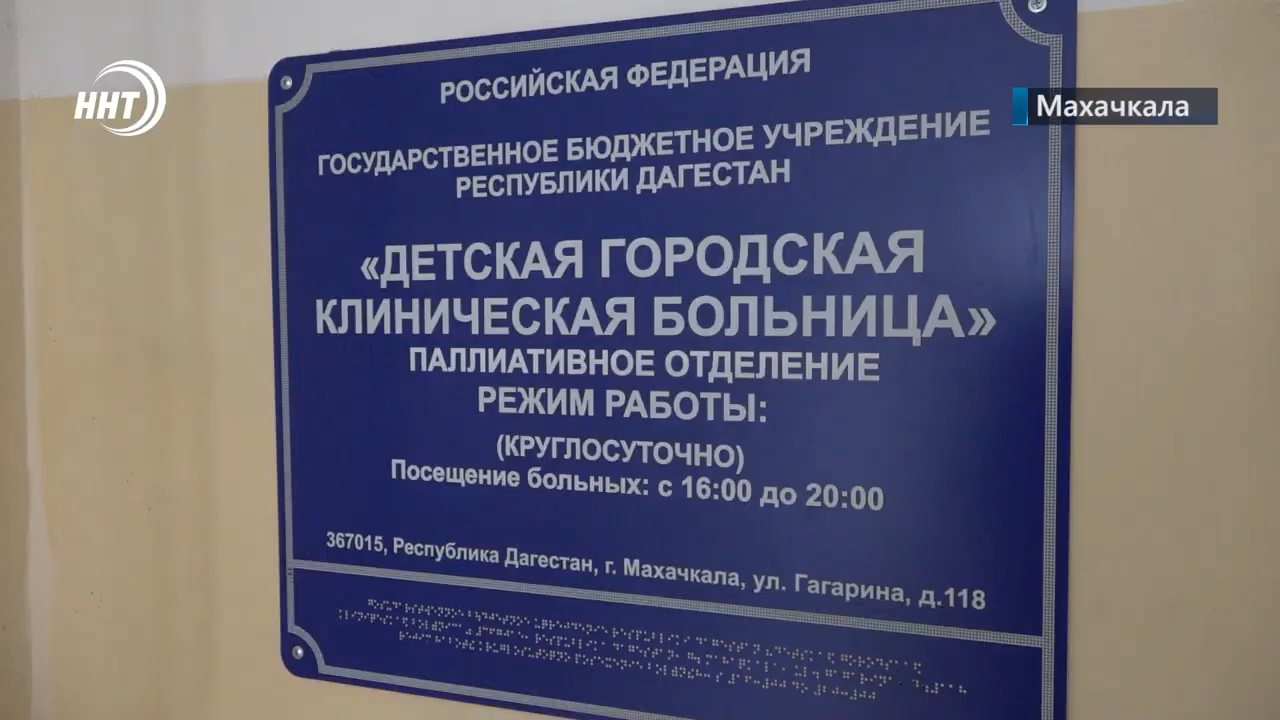 ННТ
Махачкала
РОССИЙСКАЯ ФЕДЕРАЦИЯ
ГОСУДАРСТВЕННОЕ БЮДЖЕТНОЕ УЧРЕЖДЕНИЕ
РЕСПУБЛИКИ ДАГЕСТАН
«ДЕТСКАЯ ГОРОДСКАЯ
КЛИНИЧЕСКАЯ БОЛЬНИЦА»
ПАЛЛИАТИВНОЕ ОТДЕЛЕНИЕ
РЕЖИМ РАБОТЫ:
(КРУГЛОСУТОЧНО)
Посещение больных: с 16:00 до 20:00
367015, Республика Дагестан, г. Махачкала, ул. Гагарина, д.118